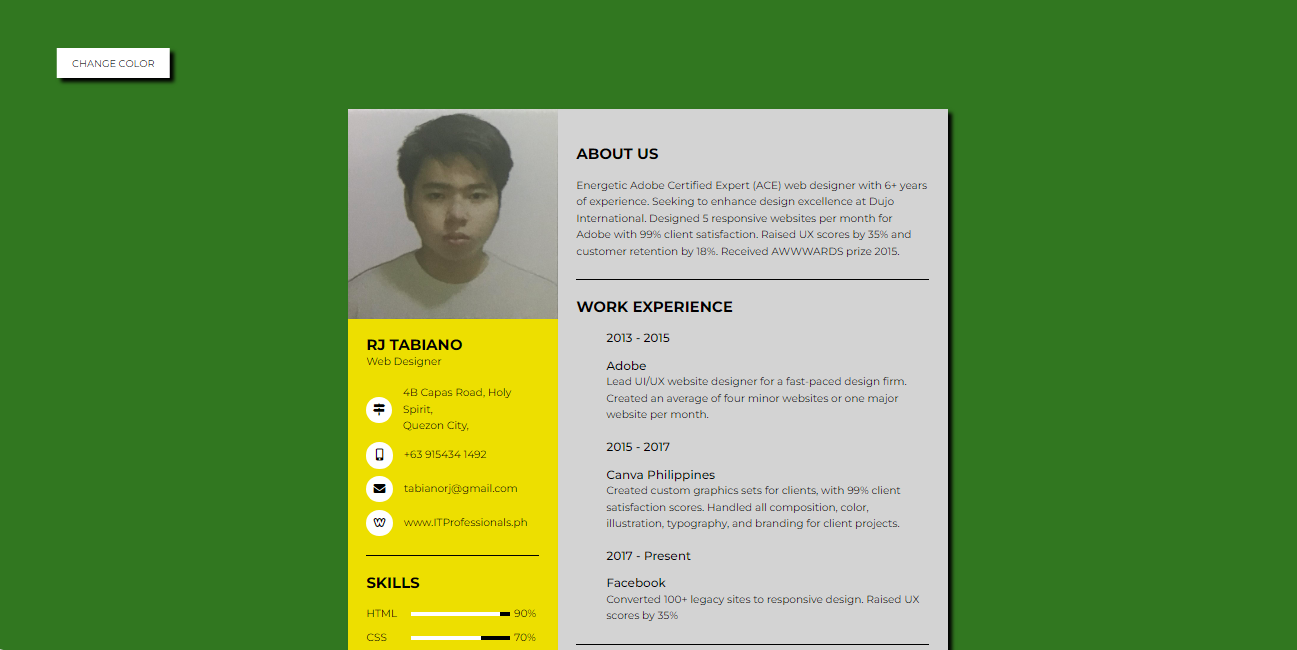 CHANGE COLOR
RJ TABIANO
Web Designer
4B Capas Road, Holy
Spirit,
Quezon City,
+63 915434 1492
tabianorj@gmail.com
www.ITProfessionals.ph
SKILLS
HTML 90%
CSS 70%
ABOUT US
Energetic Adobe Certified Expert (ACE) web designer with 6+ years
of experience. Seeking to enhance design excellence at Dujo
International. Designed 5 responsive websites per month for
Adobe with 99% client satisfaction. Raised UX scores by 35% and
customer retention by 18%. Received AWWWARDS prize 2015.
WORK EXPERIENCE
2013 - 2015
Adobe
Lead UI/UX website designer for a fast-paced design firm.
Created an average of four minor websites or one major
website per month.
2015 - 2017
Canva Philippines
Created custom graphics sets for clients, with 99% client
satisfaction scores. Handled all composition, color,
illustration, typography, and branding for client projects.
2017 - Present
Facebook
Converted 100+ legacy sites to responsive design. Raised UX
scores by 35%